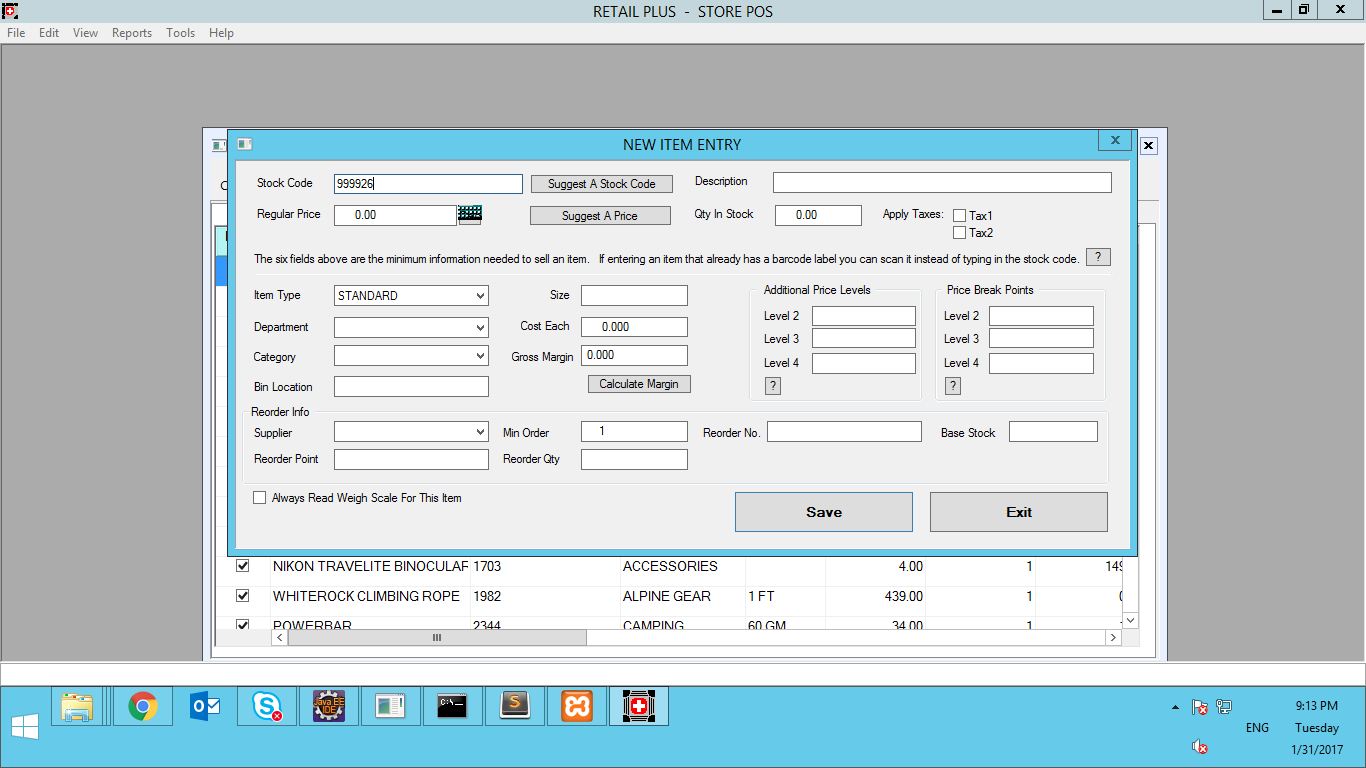 RETAIL PLUS - STORE POS
File Edit View Reports Tools Help
NEW ITEM ENTRY
Stock Code 999926 Suggest A Stock Code Description
Regular Price 0.00 Suggest A Price Qty In Stock 0.00 Apply Taxes: Tax1
Tax2
The six fields above are the minimum information needed to sell an item. If entering an item that already has a barcode label you can scan it instead of typing in the stock code. ?
Item Type STANDARD Size
Department Cost Each 0.000
Category Gross Margin 0.000
Bin Location Calculate Margin
Additional Price Levels
Level 2
Level 3
Level 4
?
Price Break Points
Level 2
Level 3
Level 4
?
Reorder Info
Supplier Min Order 1 Reorder No. Base Stock
Reorder Point Reorder Qty
Always Read Weigh Scale For This Item
Save Exit
NIKON TRAVELITE BINOCULAR 1703 ACCESSORIES 4.00 1 149
WHITEROCK CLIMBING ROPE 1982 ALPINE GEAR 1 FT 439.00 1
POWERBAR 2344 CAMPING 60 GM 34.00 1
Java EE
IDE
C:\
S
9:13 PM
ENG Tuesday
1/31/2017